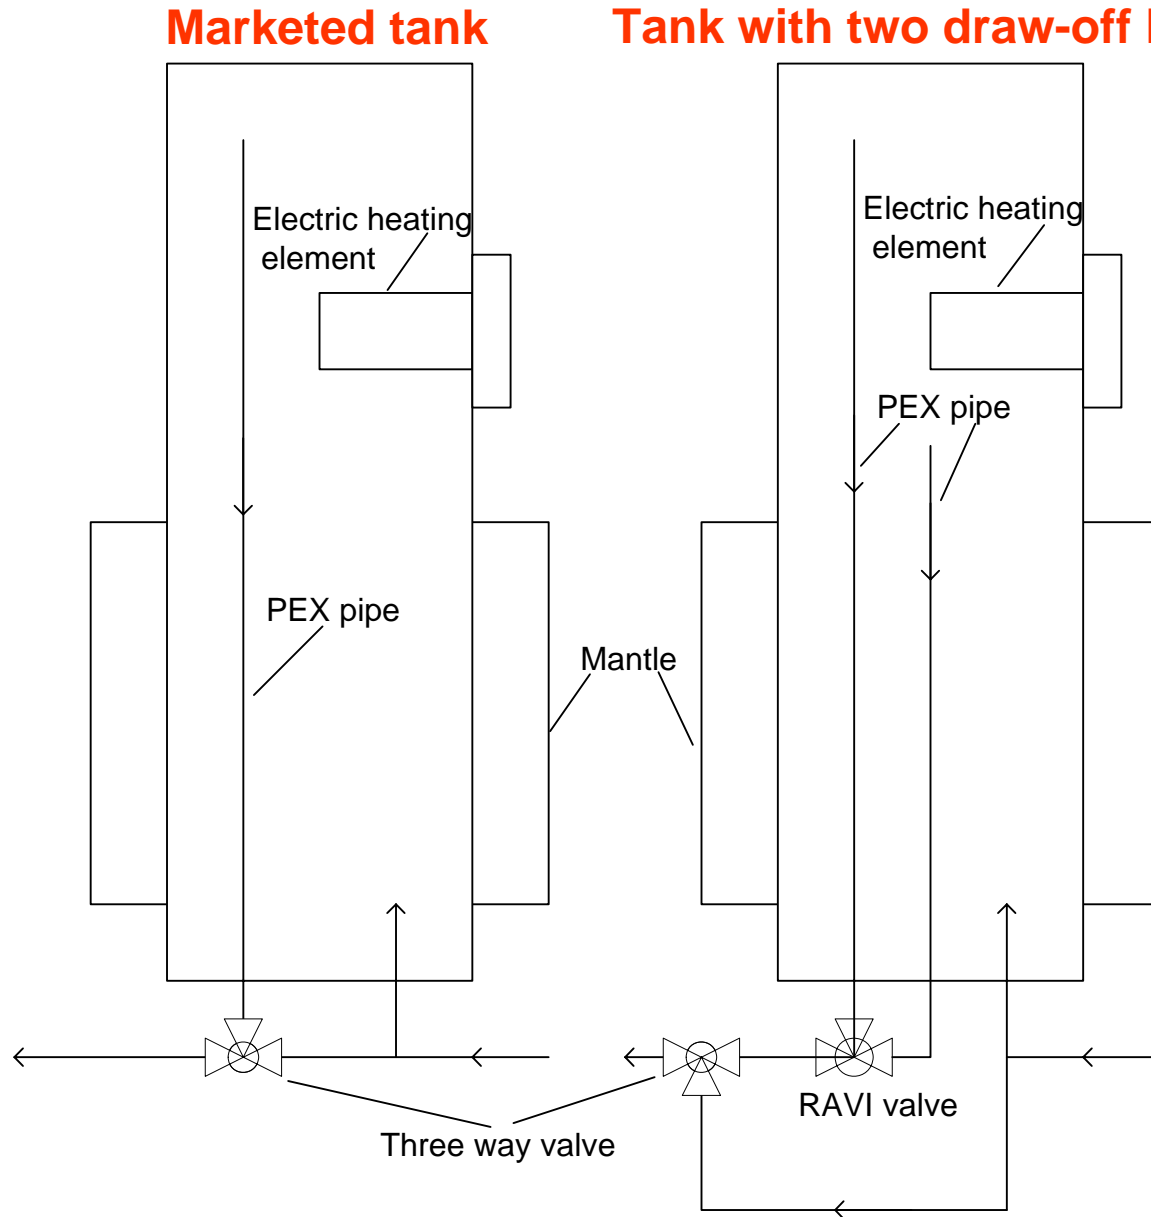 Marketed tank
Tank with two draw-off
Electric heating
element
Electric heating
element
PEX pipe
PEX pipe
Mantle
RAVI valve
Three way valve